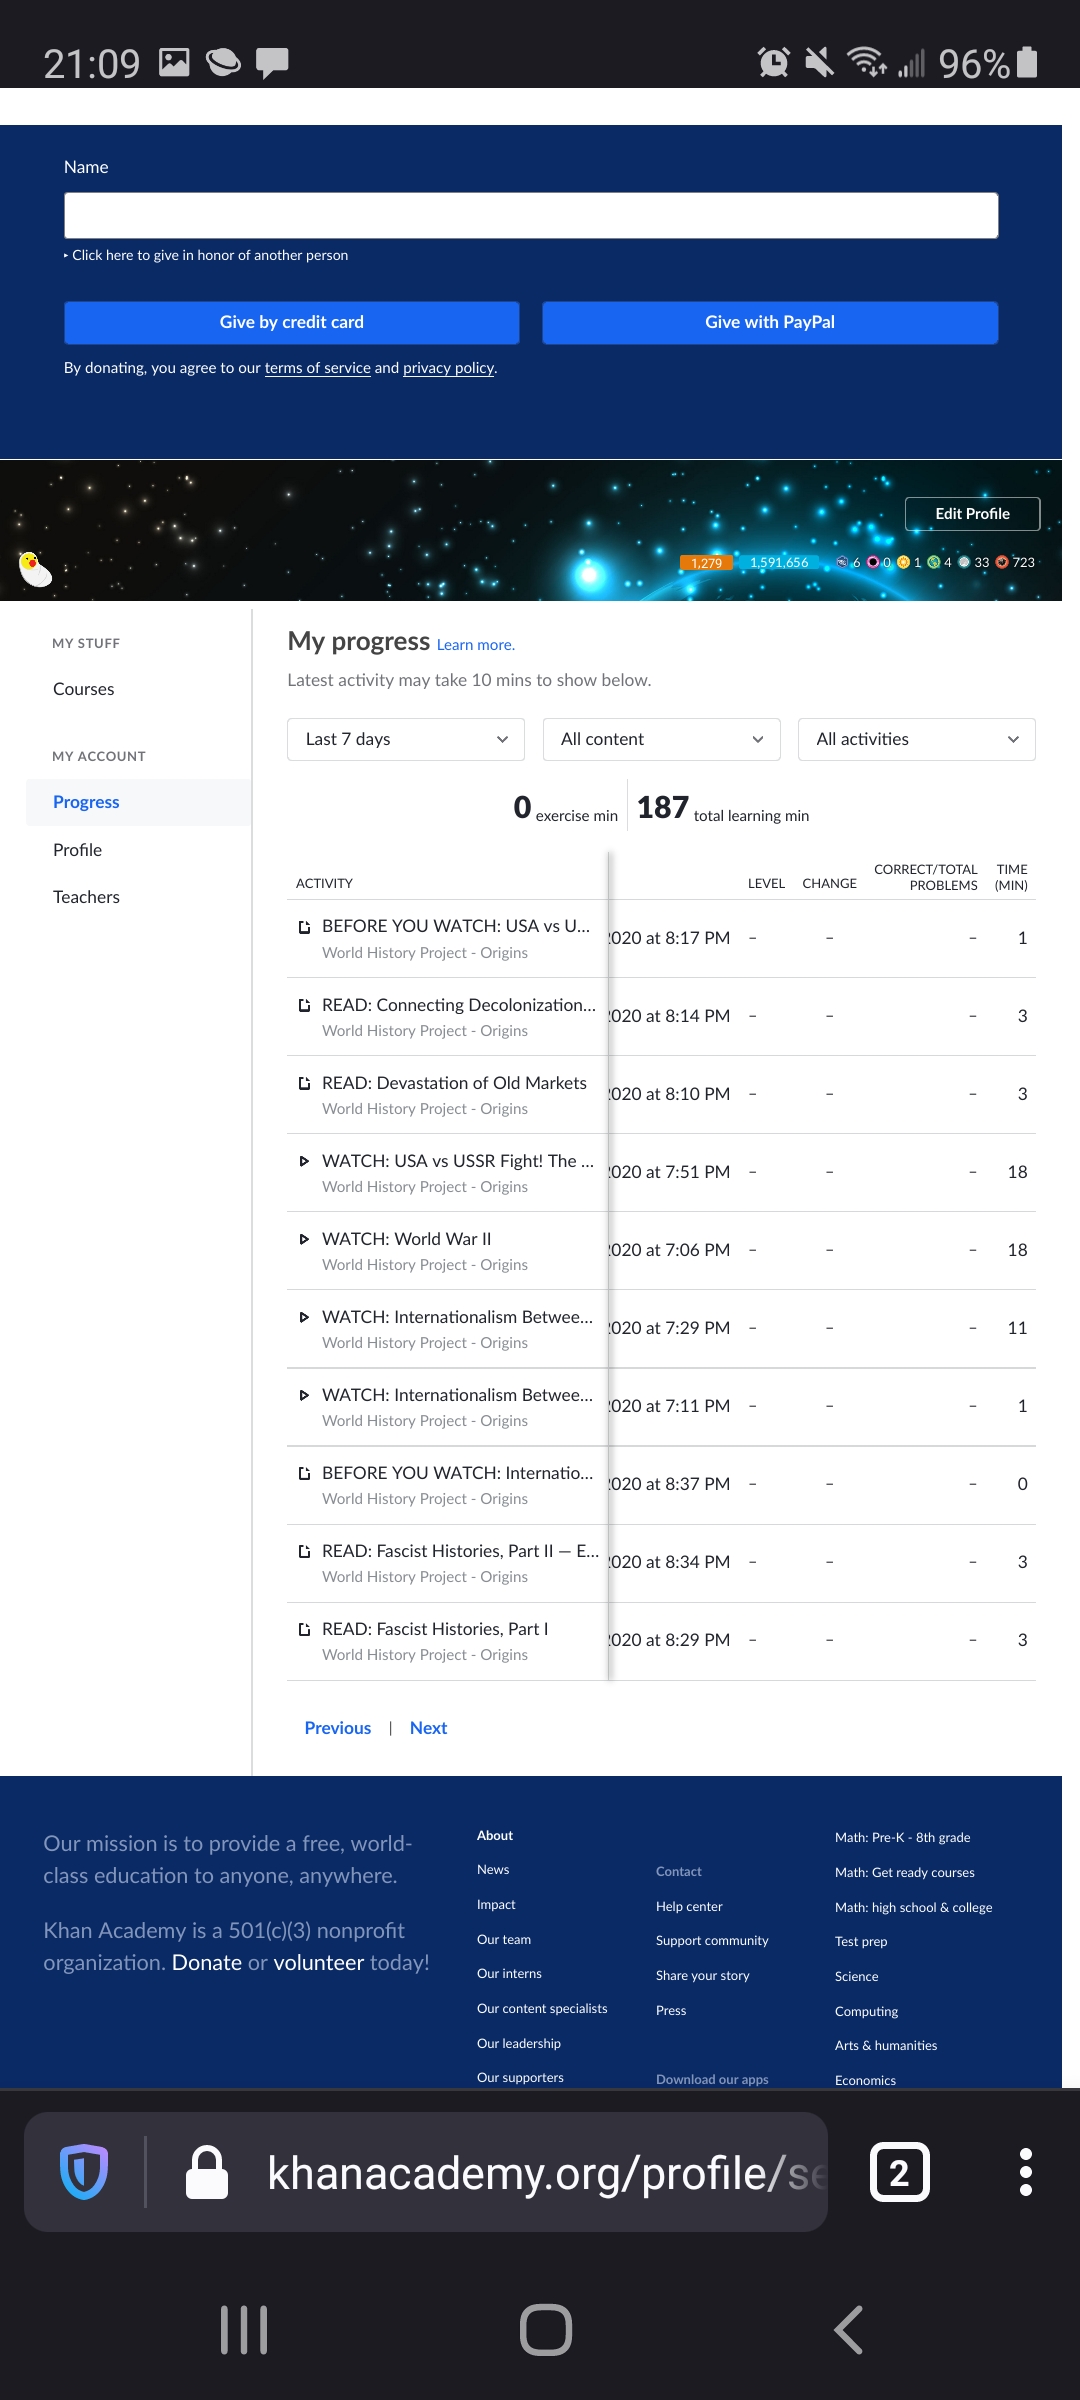 21:09 96%
Name
Click here to give in honor of another person
Give by credit card Give with PayPal
By donating, you agree to our terms of service and privacy policy.
Edit Profile
1,279 1,591,656 6 0 1 4 33 723
MY STUFF
Courses
MY ACCOUNT
Progress
Profile
Teachers
My progress Learn more.
Latest activity may take 10 mins to show below.
Last 7 days All content All activities
0 exercise min 187 total learning min
ACTIVITY LEVEL CHANGE CORRECT/TOTAL PROBLEMS TIME (MIN)
BEFORE YOU WATCH: USA vs U... 2020 at 8:17 PM – – – 1
World History Project - Origins
READ: Connecting Decolonization... 2020 at 8:14 PM – – – 3
World History Project - Origins
READ: Devastation of Old Markets 2020 at 8:10 PM – – – 3
World History Project - Origins
WATCH: USA vs USSR Fight! The ... 2020 at 7:51 PM – – – 18
World History Project - Origins
WATCH: World War II 2020 at 7:06 PM – – – 18
World History Project - Origins
WATCH: Internationalism Betwee... 2020 at 7:29 PM – – – 11
World History Project - Origins
WATCH: Internationalism Betwee... 2020 at 7:11 PM – – – 1
World History Project - Origins
BEFORE YOU WATCH: Internatio... 2020 at 8:37 PM – – – 0
World History Project - Origins
READ: Fascist Histories, Part II — E... 2020 at 8:34 PM – – – 3
World History Project - Origins
READ: Fascist Histories, Part I 2020 at 8:29 PM – – – 3
World History Project - Origins
Previous | Next
Our mission is to provide a free, world-
class education to anyone, anywhere.
Khan Academy is a 501(c)(3) nonprofit
organization. Donate or volunteer today!
About
News
Impact
Our team
Our interns
Our content specialists
Our leadership
Our supporters
Contact
Help center
Support community
Share your story
Press
Download our apps
Math: Pre-K - 8th grade
Math: Get ready courses
Math: high school & college
Test prep
Science
Computing
Arts & humanities
Economics
khanacademy.org/profile/se
2